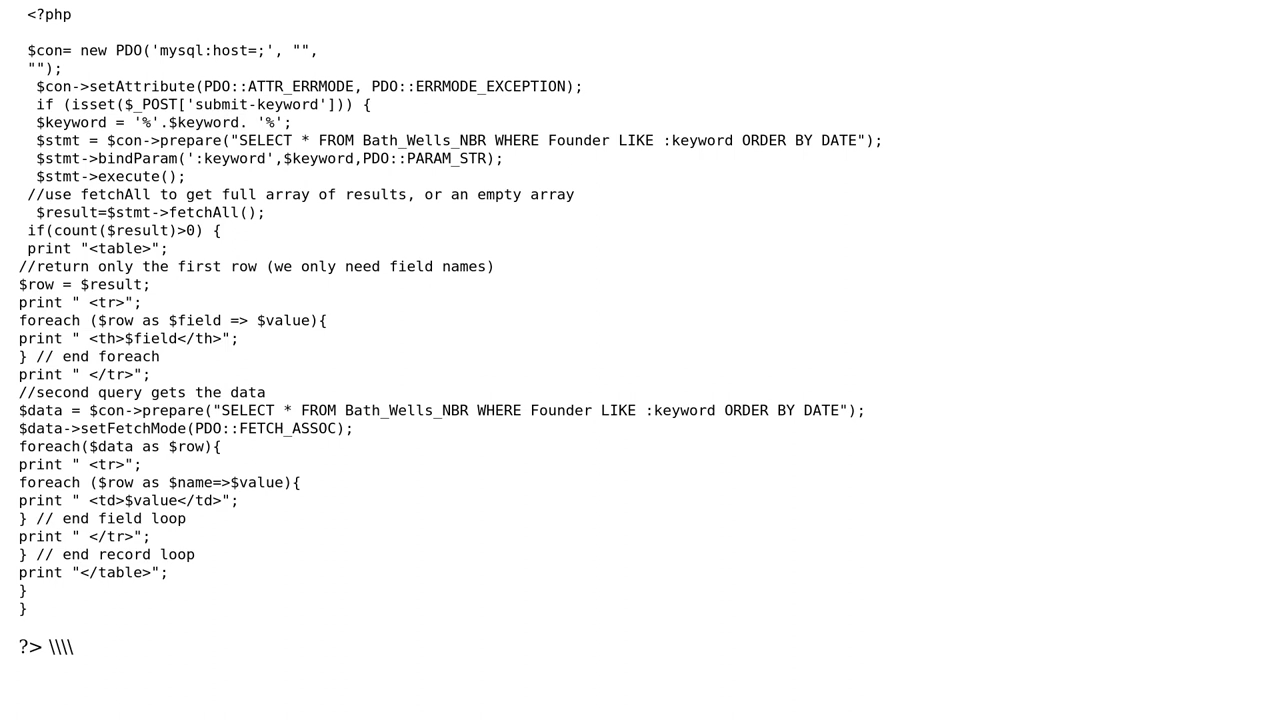 <?php
$con= new PDO('mysql:host=;', "",
"");
$con->setAttribute(PDO::ATTR_ERRMODE, PDO::ERRMODE_EXCEPTION);
if (isset($_POST['submit-keyword'])) {
$keyword = '%'.$keyword. '%';
$stmt = $con->prepare("SELECT * FROM Bath_Wells_NBR WHERE Founder LIKE :keyword ORDER BY DATE");
$stmt->bindParam(':keyword',$keyword,PDO::PARAM_STR);
$stmt->execute();
//use fetchAll to get full array of results, or an empty array
$result=$stmt->fetchAll();
if(count($result)>0) {
print "<table>";
//return only the first row (we only need field names)
$row = $result;
print " <tr>";
foreach ($row as $field => $value){
print " <th>$field</th>";
} // end foreach
print " </tr>";
//second query gets the data
$data = $con->prepare("SELECT * FROM Bath_Wells_NBR WHERE Founder LIKE :keyword ORDER BY DATE");
$data->setFetchMode(PDO::FETCH_ASSOC);
foreach($data as $row){
print " <tr>";
foreach ($row as $name=>$value){
print " <td>$value</td>";
} // end field loop
print " </tr>";
} // end record loop
print "</table>";
}
}
?> \\\\